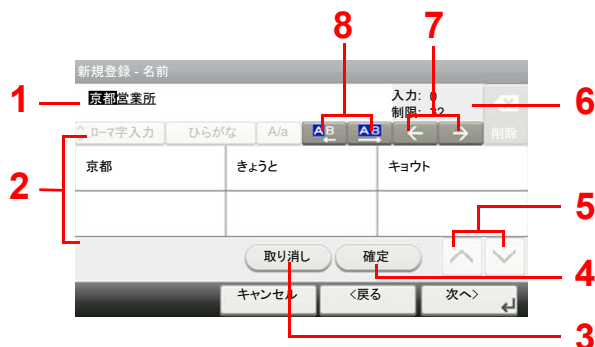 8 7
新規登録 - 名前
1 京都営業所 入力: 0 6
制限: 32
ローマ字入力 ひらがな A/a AB AB 削除
2 京都 きょうと キョウト
5
取り消し 確定 4
キャンセル <戻る 次へ>
3